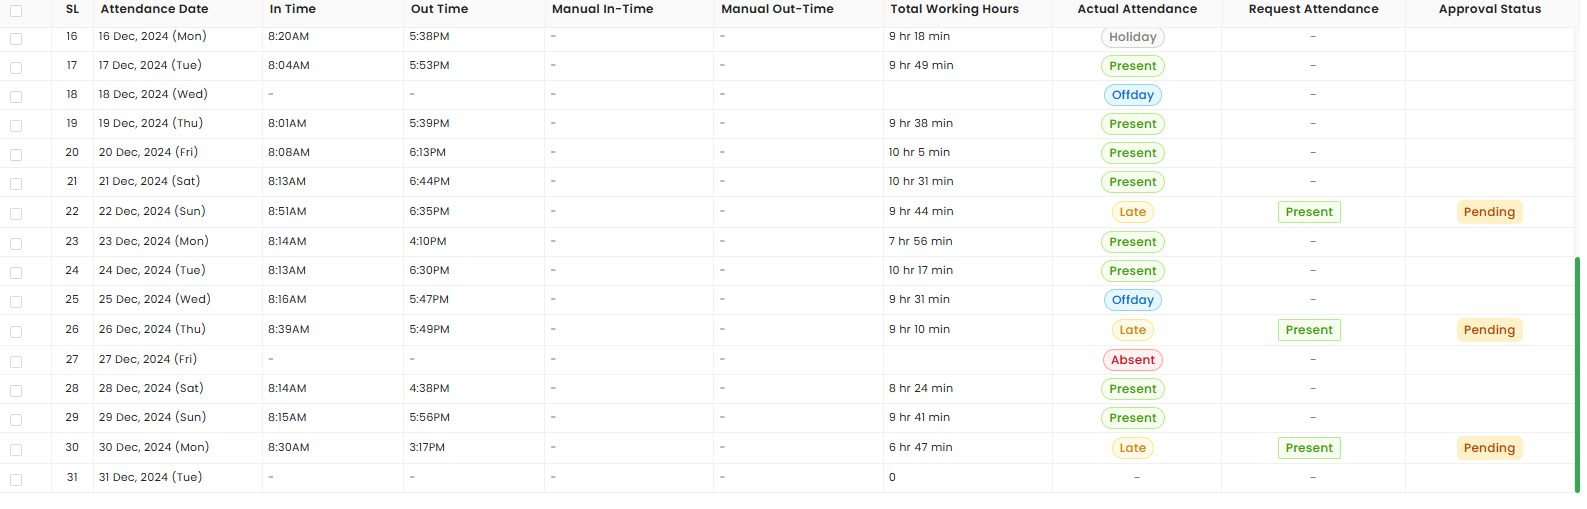 SL Attendance Date In Time Out Time Manual In-Time Manual Out-Time Total Working Hours Actual Attendance Request Attendance Approval Status
16 16 Dec, 2024 (Mon) 8:20AM 5:38PM - - 9 hr 18 min Holiday -
17 17 Dec, 2024 (Tue) 8:04AM 5:53PM - - 9 hr 49 min Present -
18 18 Dec, 2024 (Wed) - - - - Offday -
19 19 Dec, 2024 (Thu) 8:01AM 5:39PM - - 9 hr 38 min Present -
20 20 Dec, 2024 (Fri) 8:08AM 6:13PM - - 10 hr 5 min Present -
21 21 Dec, 2024 (Sat) 8:13AM 6:44PM - - 10 hr 31 min Present -
22 22 Dec, 2024 (Sun) 8:51AM 6:35PM - - 9 hr 44 min Late Present Pending
23 23 Dec, 2024 (Mon) 8:14AM 4:10PM - - 7 hr 56 min Present -
24 24 Dec, 2024 (Tue) 8:13AM 6:30PM - - 10 hr 17 min Present -
25 25 Dec, 2024 (Wed) 8:16AM 5:47PM - - 9 hr 31 min Offday -
26 26 Dec, 2024 (Thu) 8:39AM 5:49PM - - 9 hr 10 min Late Present Pending
27 27 Dec, 2024 (Fri) - - - - Absent -
28 28 Dec, 2024 (Sat) 8:14AM 4:38PM - - 8 hr 24 min Present -
29 29 Dec, 2024 (Sun) 8:15AM 5:56PM - - 9 hr 41 min Present -
30 30 Dec, 2024 (Mon) 8:30AM 3:17PM - - 6 hr 47 min Late Present Pending
31 31 Dec, 2024 (Tue) - - - - 0 - -